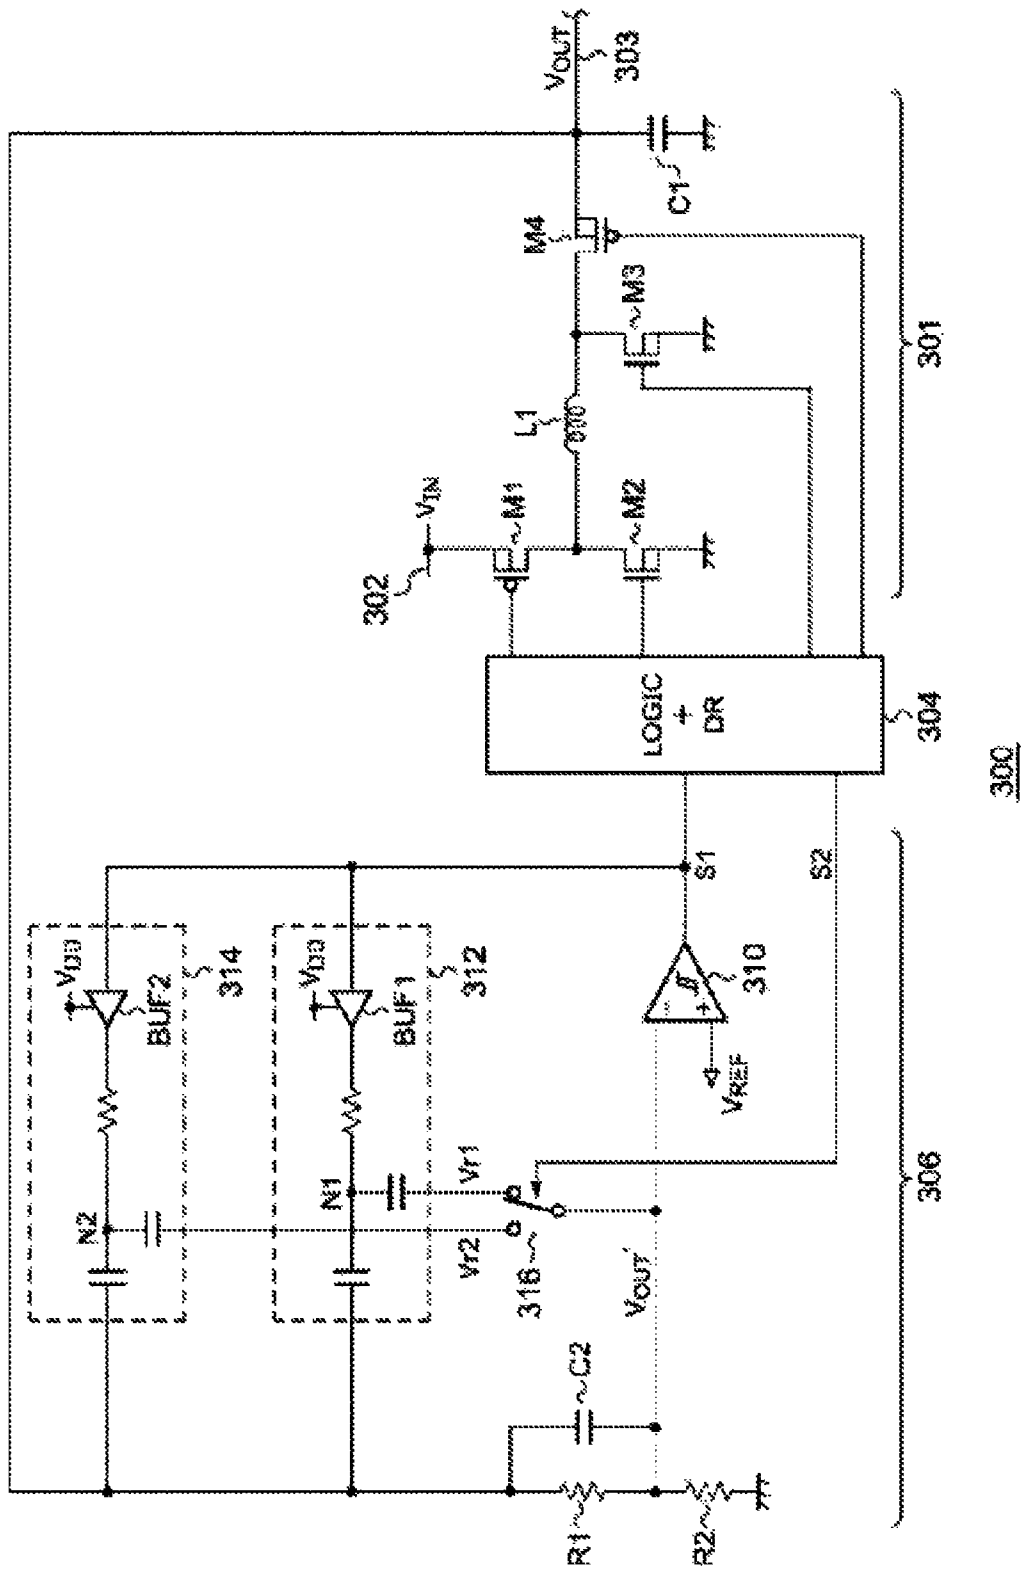 VOUT
303
C1
M4
M3
301
L1
VIN
302
M1
M2
LOGIC
+
DR
304
300
S1
S2
VDD
BUF2
314
VDD
BUF1
312
-
+
310
VREF
N2
N1
Vr1
Vr2
316
VOUT'
306
C2
R1
R2